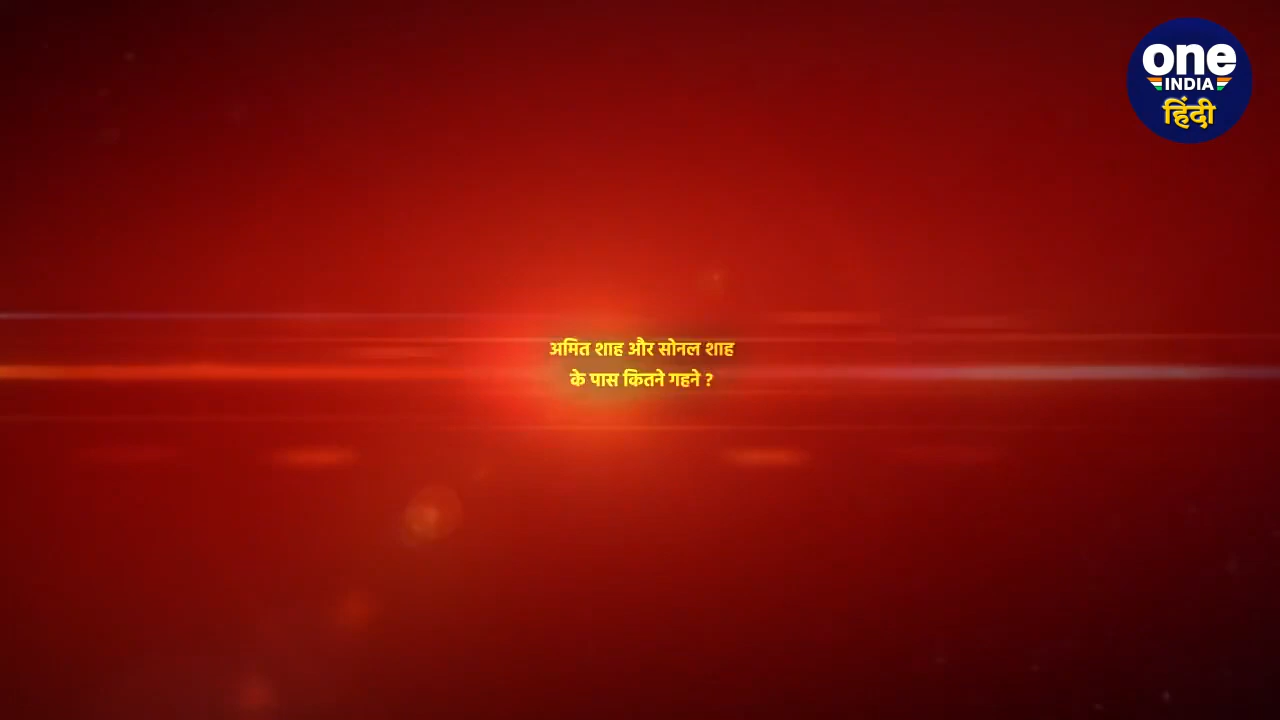 one
INDIA
हिंदी
अमित शाह और सोनल शाह
के पास कितने गहने ?